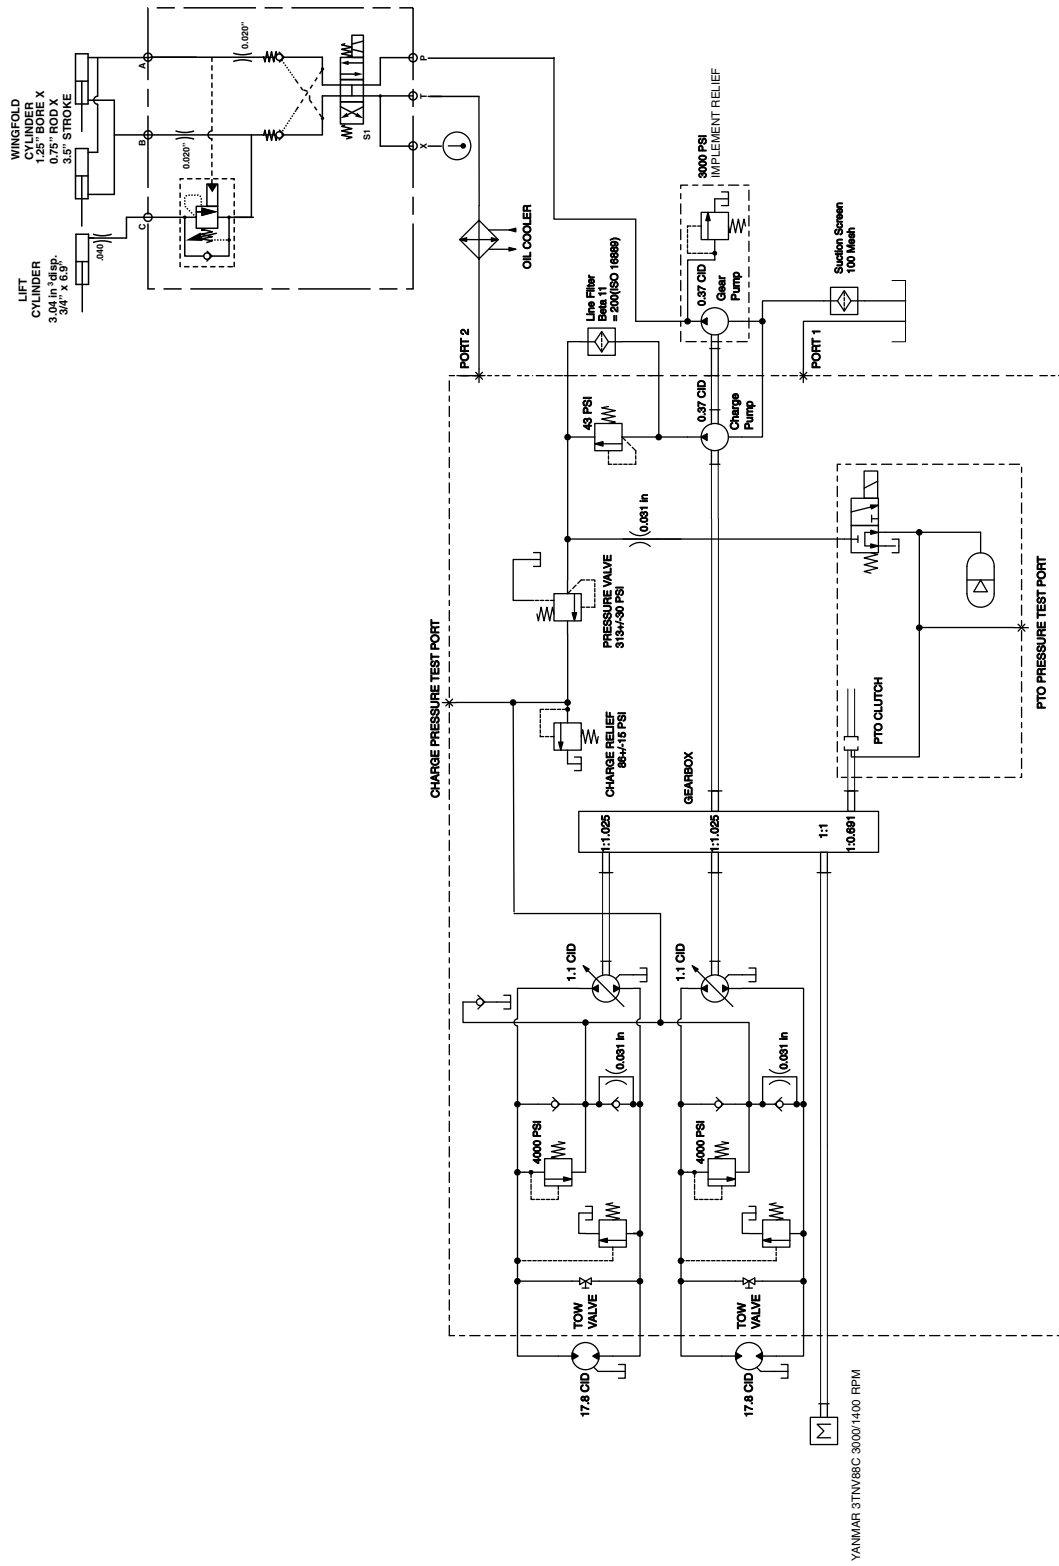 WINGFOLD
CYLINDER
1.25" BORE X
0.75" ROD X
3.5" STROKE
LIFT
CYLINDER
3.04 in ³disp.
3/4" x 6.9"
.040
A
B
C
0.020"
0.020"
S1
P
T
X
OIL COOLER
3000 PSI
IMPLEMENT RELIEF
0.37 CID
Gear
Pump
Suction Screen
100 Mesh
Line Filter
Beta 11
= 200(ISO 16889)
PORT 2
PORT 1
43 PSI
0.37 CID
Charge
Pump
0.031 in
CHARGE PRESSURE TEST PORT
PRESSURE VALVE
313+/-30 PSI
CHARGE RELIEF
86+/-15 PSI
PTO PRESSURE TEST PORT
PTO CLUTCH
GEARBOX
1:1.025
1:1.025
1:1
1:0.691
1.1 CID
1.1 CID
0.031 in
0.031 in
4000 PSI
4000 PSI
TOW
VALVE
TOW
VALVE
17.8 CID
17.8 CID
M
YANMAR 3TNV88C 3000/1400 RPM